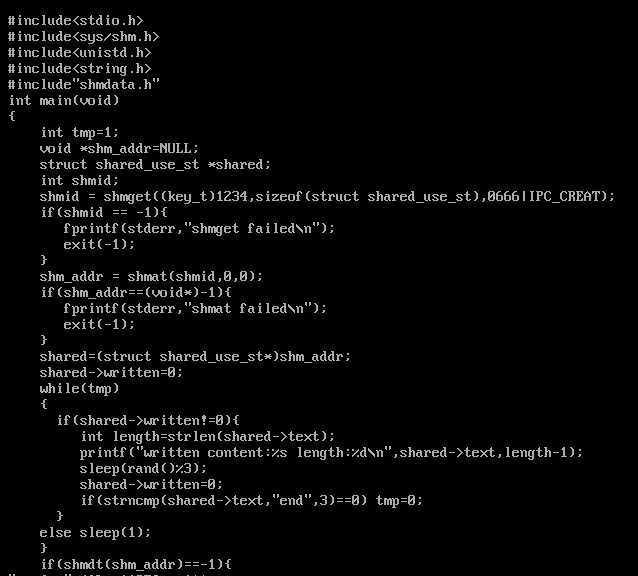 #include<stdio.h>
#include<sys/shm.h>
#include<unistd.h>
#include<string.h>
#include"shmdata.h"
int main(void)
{
    int tmp=1;
    void *shm_addr=NULL;
    struct shared_use_st *shared;
    int shmid;
    shmid = shmget((key_t)1234,sizeof(struct shared_use_st),0666|IPC_CREAT);
    if(shmid == -1){
       fprintf(stderr,"shmget failed\n");
       exit(-1);
    }
    shm_addr = shmat(shmid,0,0);
    if(shm_addr==(void*)-1){
       fprintf(stderr,"shmat failed\n");
       exit(-1);
    }
    shared=(struct shared_use_st*)shm_addr;
    shared->written=0;
    while(tmp)
    {
      if(shared->written!=0){
         int length=strlen(shared->text);
         printf("written content:%s length:%d\n",shared->text,length-1);
         sleep(rand()%3);
         shared->written=0;
         if(strncmp(shared->text,"end",3)==0) tmp=0;
      }
    else sleep(1);
    }
    if(shmdt(shm_addr)==-1){